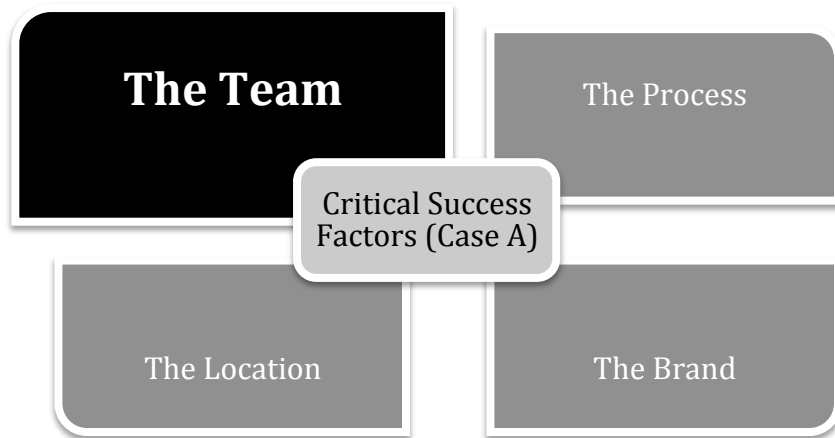 The Team
The Process
Critical Success
Factors (Case A)
The Location
The Brand